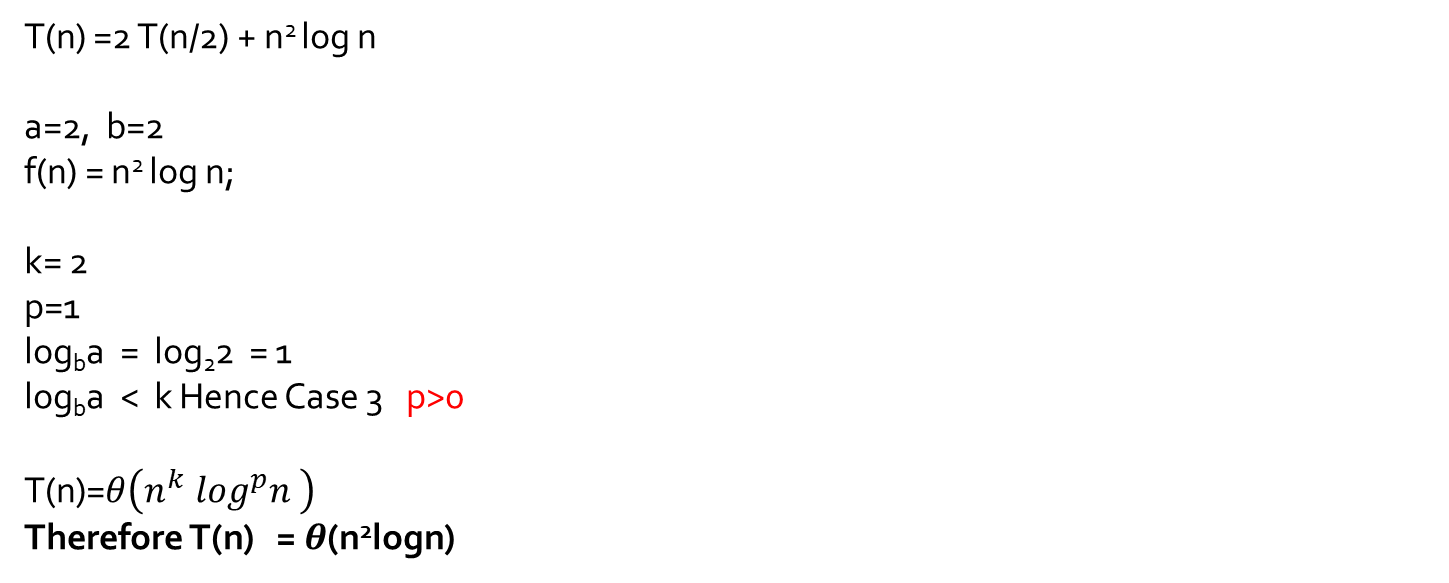 T(n) =2 T(n/2) + n² log n
a=2, b=2
f(n) = n² log n;
k= 2
p=1
log_b a = log₂2 = 1
log_b a < k Hence Case 3 p>0
T(n)=θ(n^k log^p n )
Therefore T(n) = θ(n²logn)